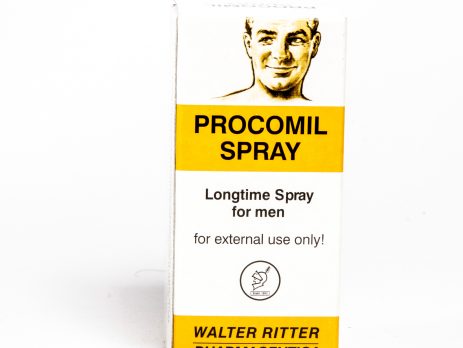 PROCOMIL
SPRAY
Longtime Spray
for men
for external use only!
WALTER RITTER